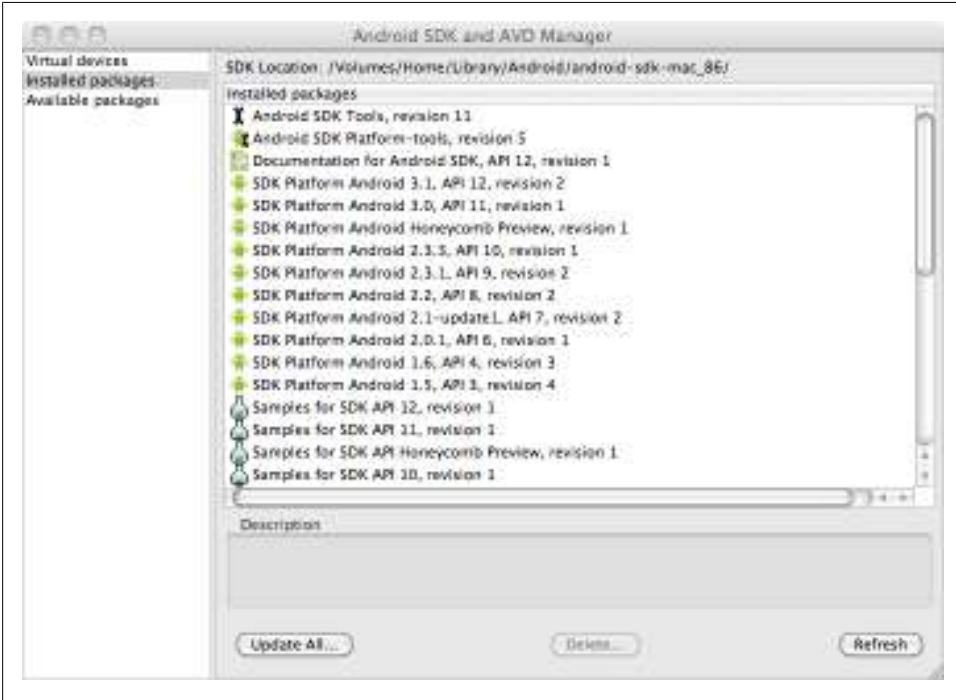 Android SDK and AVD Manager
Virtual devices
Installed packages
Available packages
SDK Location: /Volumes/Home/Library/Android/android-sdk-mac_86/
Installed packages
Android SDK Tools, revision 11
Android SDK Platform-tools, revision 5
Documentation for Android SDK, API 12, revision 1
SDK Platform Android 3.1, API 12, revision 2
SDK Platform Android 3.0, API 11, revision 1
SDK Platform Android Honeycomb Preview, revision 1
SDK Platform Android 2.3.3, API 10, revision 1
SDK Platform Android 2.3.1, API 9, revision 2
SDK Platform Android 2.2, API 8, revision 2
SDK Platform Android 2.1-update1, API 7, revision 2
SDK Platform Android 2.0.1, API 6, revision 1
SDK Platform Android 1.6, API 4, revision 3
SDK Platform Android 1.5, API 3, revision 4
Samples for SDK API 12, revision 1
Samples for SDK API 11, revision 1
Samples for SDK API Honeycomb Preview, revision 1
Samples for SDK API 10, revision 1
Description
Update All...
Delete...
Refresh